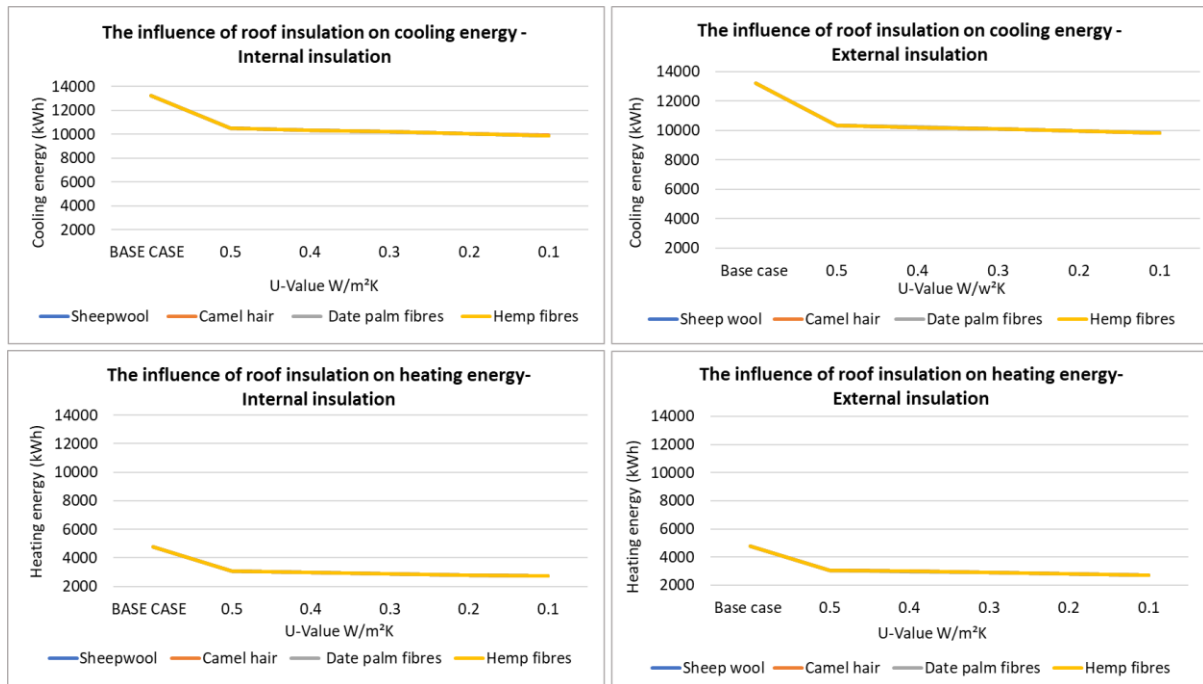 The influence of roof insulation on cooling energy -
Internal insulation
14000
12000
10000
8000
6000
4000
2000
Cooling energy (kWh)
BASE CASE 0.5 0.4 0.3 0.2 0.1
U-Value W/m²K
Sheepwool Camel hair Date palm fibres Hemp fibres
The influence of roof insulation on cooling energy -
External insulation
14000
12000
10000
8000
6000
4000
2000
Cooling energy (kWh)
Base case 0.5 0.4 0.3 0.2 0.1
U-Value W/w²K
Sheep wool Camel hair Date palm fibres Hemp fibres
The influence of roof insulation on heating energy-
Internal insulation
14000
12000
10000
8000
6000
4000
2000
Heating energy (kWh)
BASE CASE 0.5 0.4 0.3 0.2 0.1
U-Value W/m²K
Sheepwool Camel hair Date palm fibres Hemp fibres
The influence of roof insulation on heating energy-
External insulation
14000
12000
10000
8000
6000
4000
2000
Heating energy (kWh)
Base case 0.5 0.4 0.3 0.2 0.1
U-Value W/m²K
Sheep wool Camel hair Date palm fibres Hemp fibres